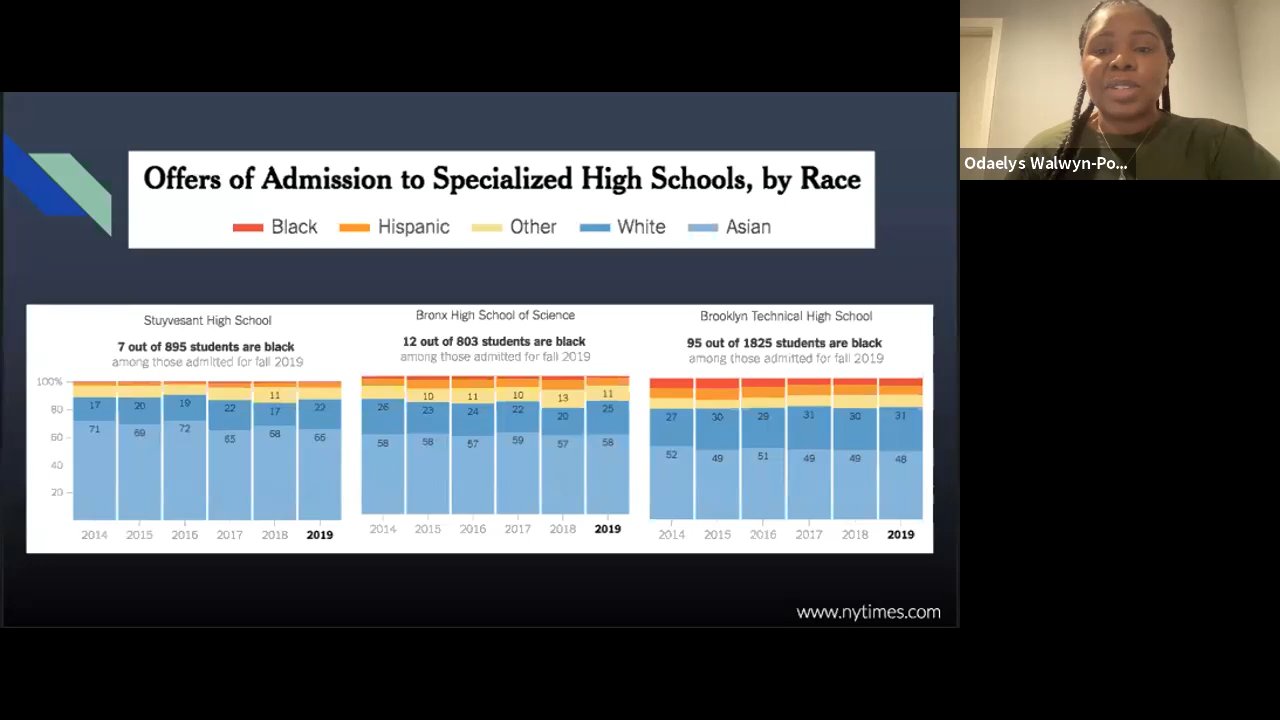 Offers of Admission to Specialized High Schools, by Race
Black Hispanic Other White Asian
Stuyvesant High School
7 out of 895 students are black
among those admitted for fall 2019
100%
80
60
40
20
17 20 19 22 11 17 22
71 69 72 65 68 66
2014 2015 2016 2017 2018 2019
Bronx High School of Science
12 out of 803 students are black
among those admitted for fall 2019
10 11 10 13 11
26 23 24 22 20 25
58 58 57 59 57 58
2014 2015 2016 2017 2018 2019
Brooklyn Technical High School
95 out of 1825 students are black
among those admitted for fall 2019
27 30 29 31 30 31
52 49 51 49 49 48
2014 2015 2016 2017 2018 2019
www.nytimes.com
Odaelys Walwyn-Po...